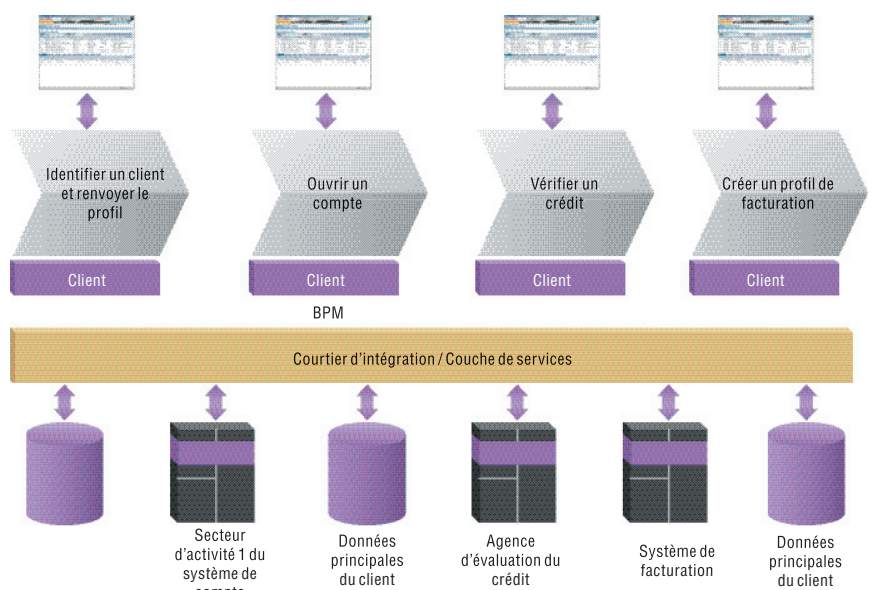 Identifier un client
et renvoyer le
profil
Ouvrir un
compte
Vérifier un
crédit
Créer un profil de
facturation
Client
Client
Client
Client
BPM
Courtier d’intégration / Couche de services
Secteur
d’activité 1 du
système de
compte
Données
principales
du client
Agence
d’évaluation du
crédit
Système de
facturation
Données
principales
du client